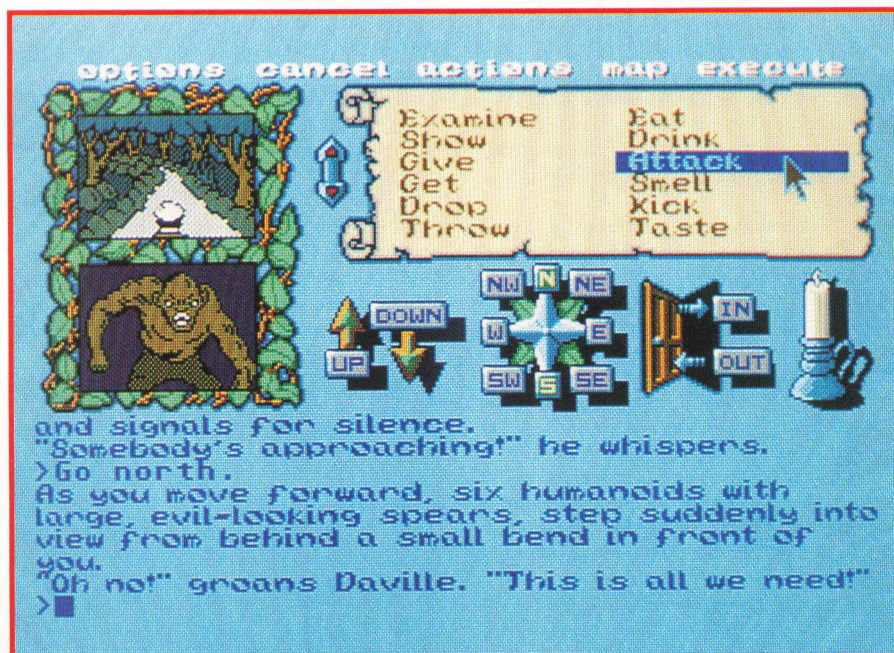 options cancel actions map execute
Examine Eat
Show Drink
Give Attack
Get Smell
Drop Kick
Throw Taste
NW N NE
DOWN IN
W E
UP OUT
SW S SE
and signals for silence.
"Somebody's approaching!" he whispers.
>Go north.
As you move forward, six humanoids with
large, evil-looking spears, step suddenly into
view from behind a small bend in front of
you.
"Oh no!" groans Daville. "This is all we need!"
>